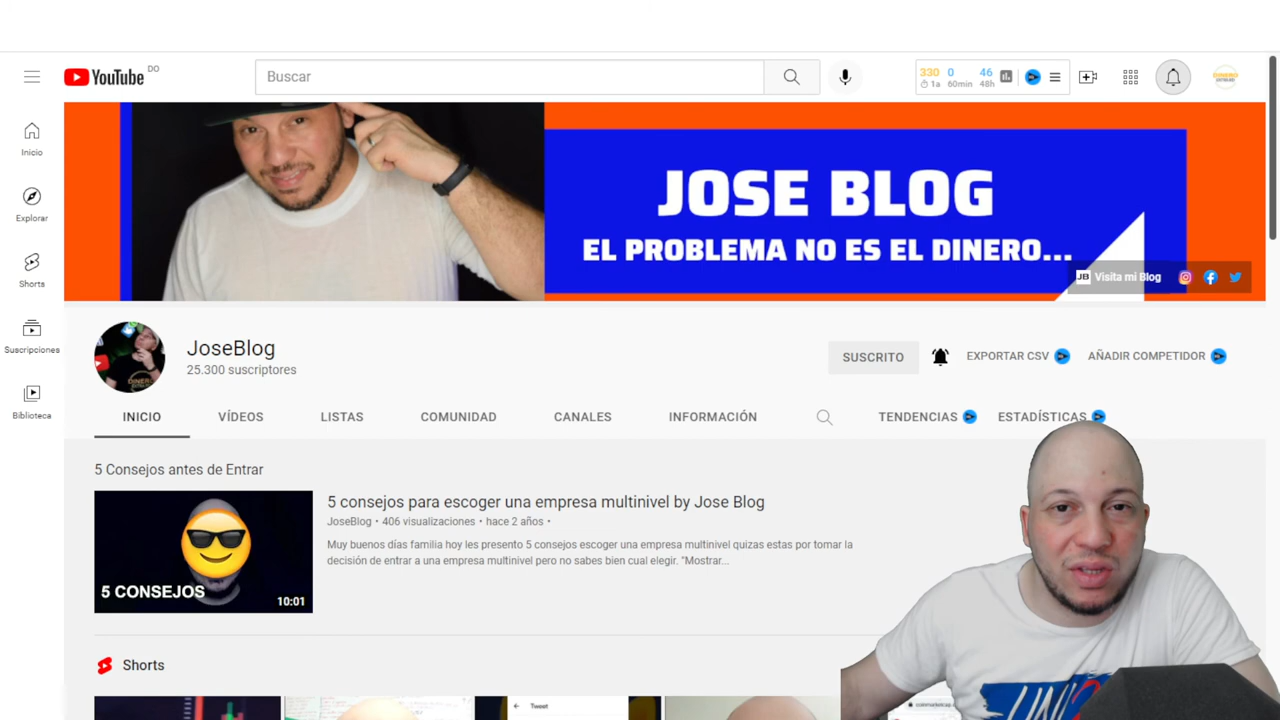 YouTube DO
Buscar
330 0 46
1a 60min 48h
Inicio
Explorar
Shorts
Suscripciones
Biblioteca
JOSE BLOG
EL PROBLEMA NO ES EL DINERO...
JB Visita mi Blog
JoseBlog
25.300 suscriptores
SUSCRITO
EXPORTAR CSV
AÑADIR COMPETIDOR
INICIO
VÍDEOS
LISTAS
COMUNIDAD
CANALES
INFORMACIÓN
TENDENCIAS
ESTADÍSTICAS
5 Consejos antes de Entrar
5 CONSEJOS
10:01
5 consejos para escoger una empresa multinivel by Jose Blog
JoseBlog • 406 visualizaciones • hace 2 años •
Muy buenos días familia hoy les presento 5 consejos escoger una empresa multinivel quizas estas por tomar la
decisión de entrar a una empresa multinivel pero no sabes bien cual elegir. "Mostrar...
Shorts
Tweet